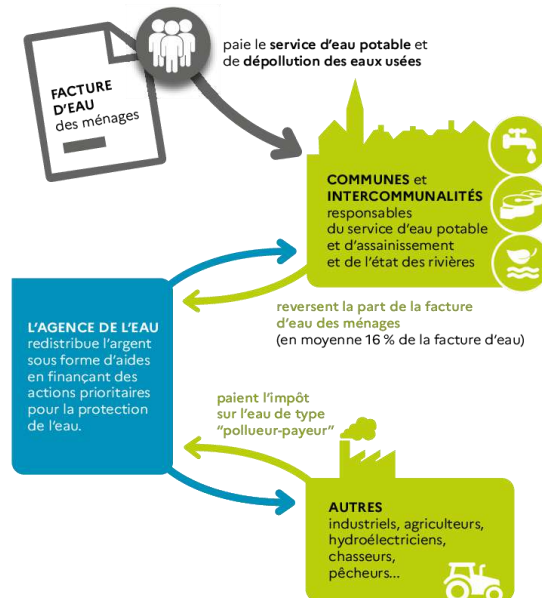 paie le service d'eau potable et
de dépollution des eaux usées
FACTURE
D'EAU
des ménages
COMMUNES et
INTERCOMMUNALITÉS
responsables
du service d'eau potable
et d'assainissement
et de l'état des rivières
reversent la part de la facture
d'eau des ménages
(en moyenne 16 % de la facture d'eau)
L'AGENCE DE L'EAU
redistribue l'argent
sous forme d'aides
en finançant des
actions prioritaires
pour la protection
de l'eau.
paient l'impôt
sur l'eau de type
“pollueur-payeur”
AUTRES
industriels, agriculteurs,
hydroélectriciens,
chasseurs,
pêcheurs...